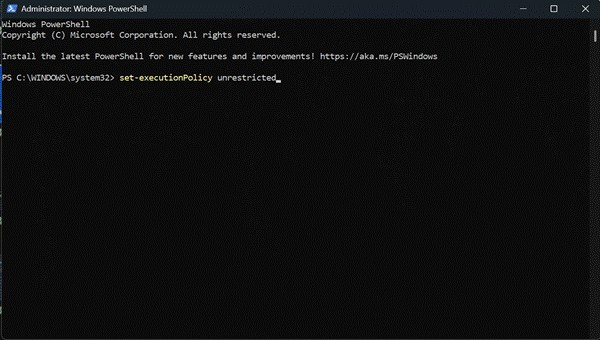 Administrator: Windows PowerShell
Windows PowerShell
Copyright (C) Microsoft Corporation. All rights reserved.
Install the latest PowerShell for new features and improvements! https://aka.ms/PSWindows
PS C:\WINDOWS\system32> set-executionPolicy unrestricted